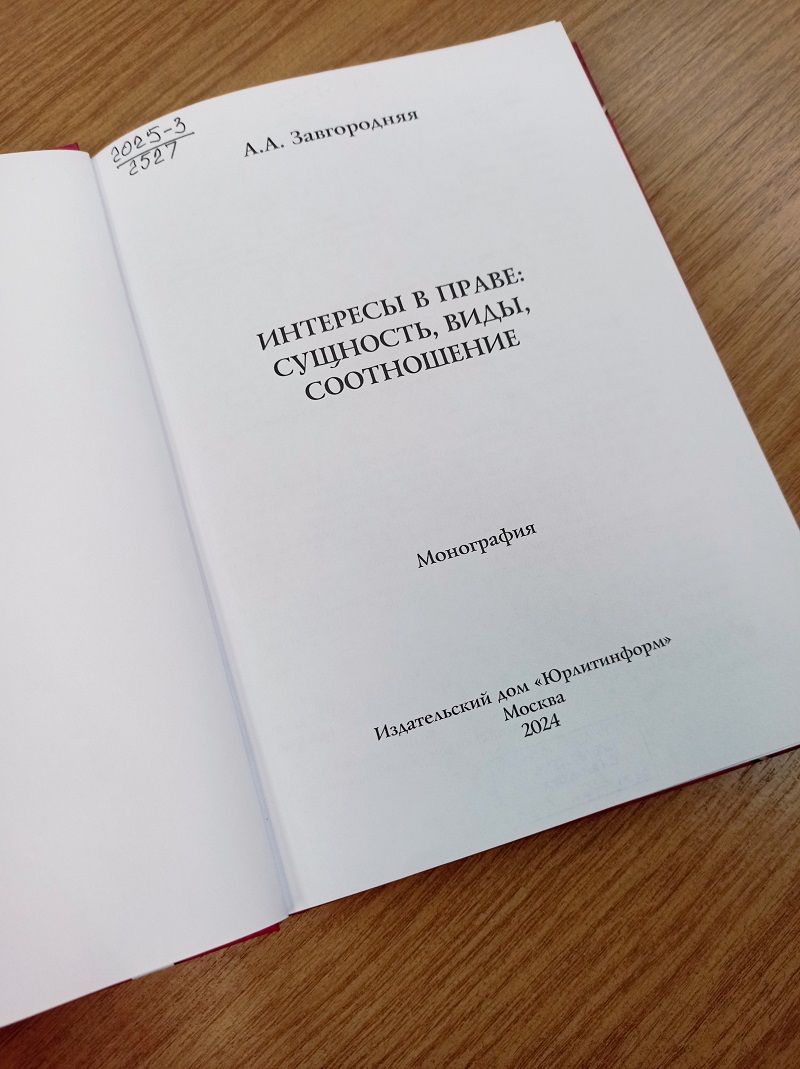 2025-3
2527
А.А. Завгородняя
ИНТЕРЕСЫ В ПРАВЕ:
СУЩНОСТЬ, ВИДЫ,
СООТНОШЕНИЕ
Монография
Издательский дом «Юрлитинформ»
Москва
2024